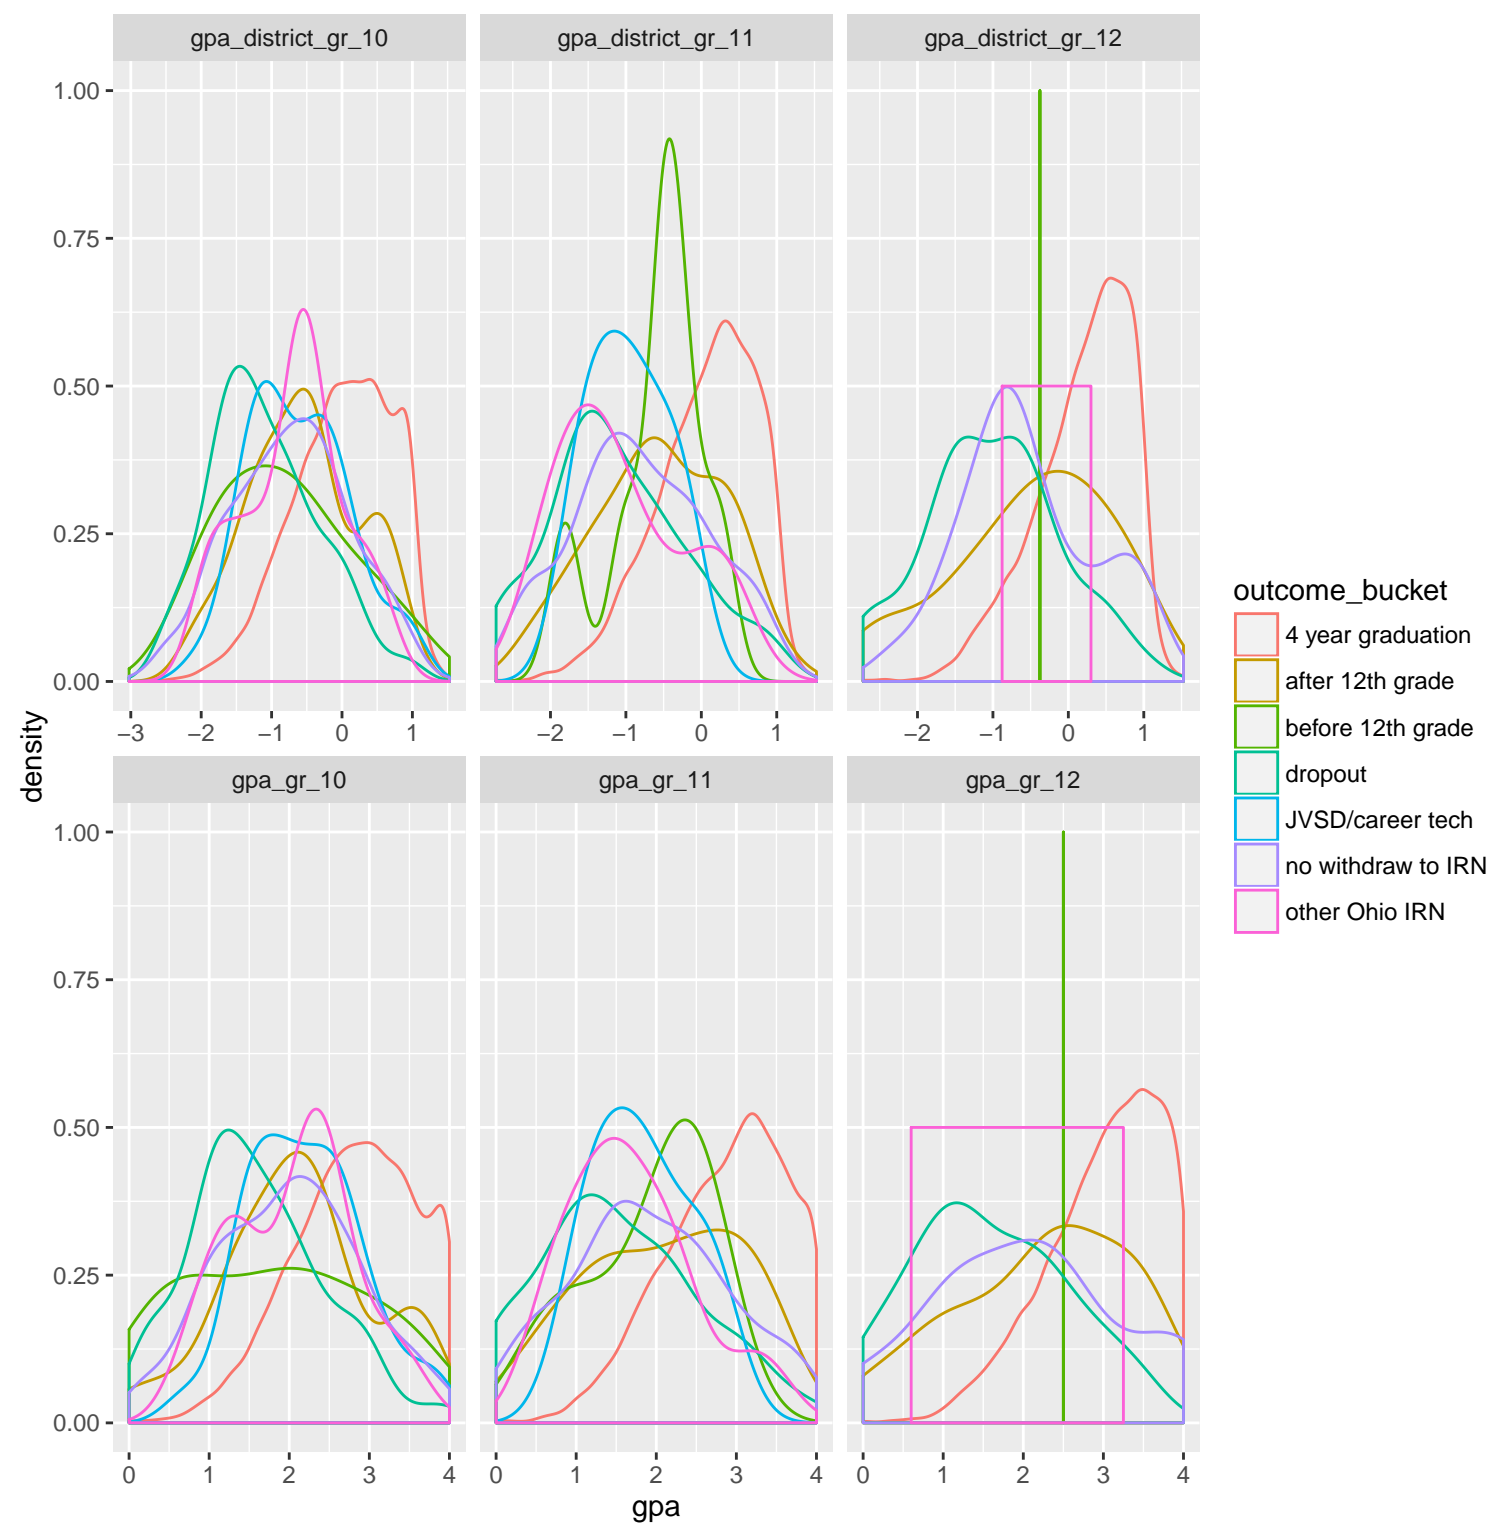 gpa_district_gr_10 gpa_district_gr_11 gpa_district_gr_12
1.00
0.75
0.50
0.25
0.00
−3 −2 −1 0 1 −2 −1 0 1 −2 −1 0 1
density
gpa_gr_10 gpa_gr_11 gpa_gr_12
1.00
0.75
0.50
0.25
0.00
0 1 2 3 4 0 1 2 3 4 0 1 2 3 4
gpa
outcome_bucket
4 year graduation
after 12th grade
before 12th grade
dropout
JVSD/career tech
no withdraw to IRN
other Ohio IRN